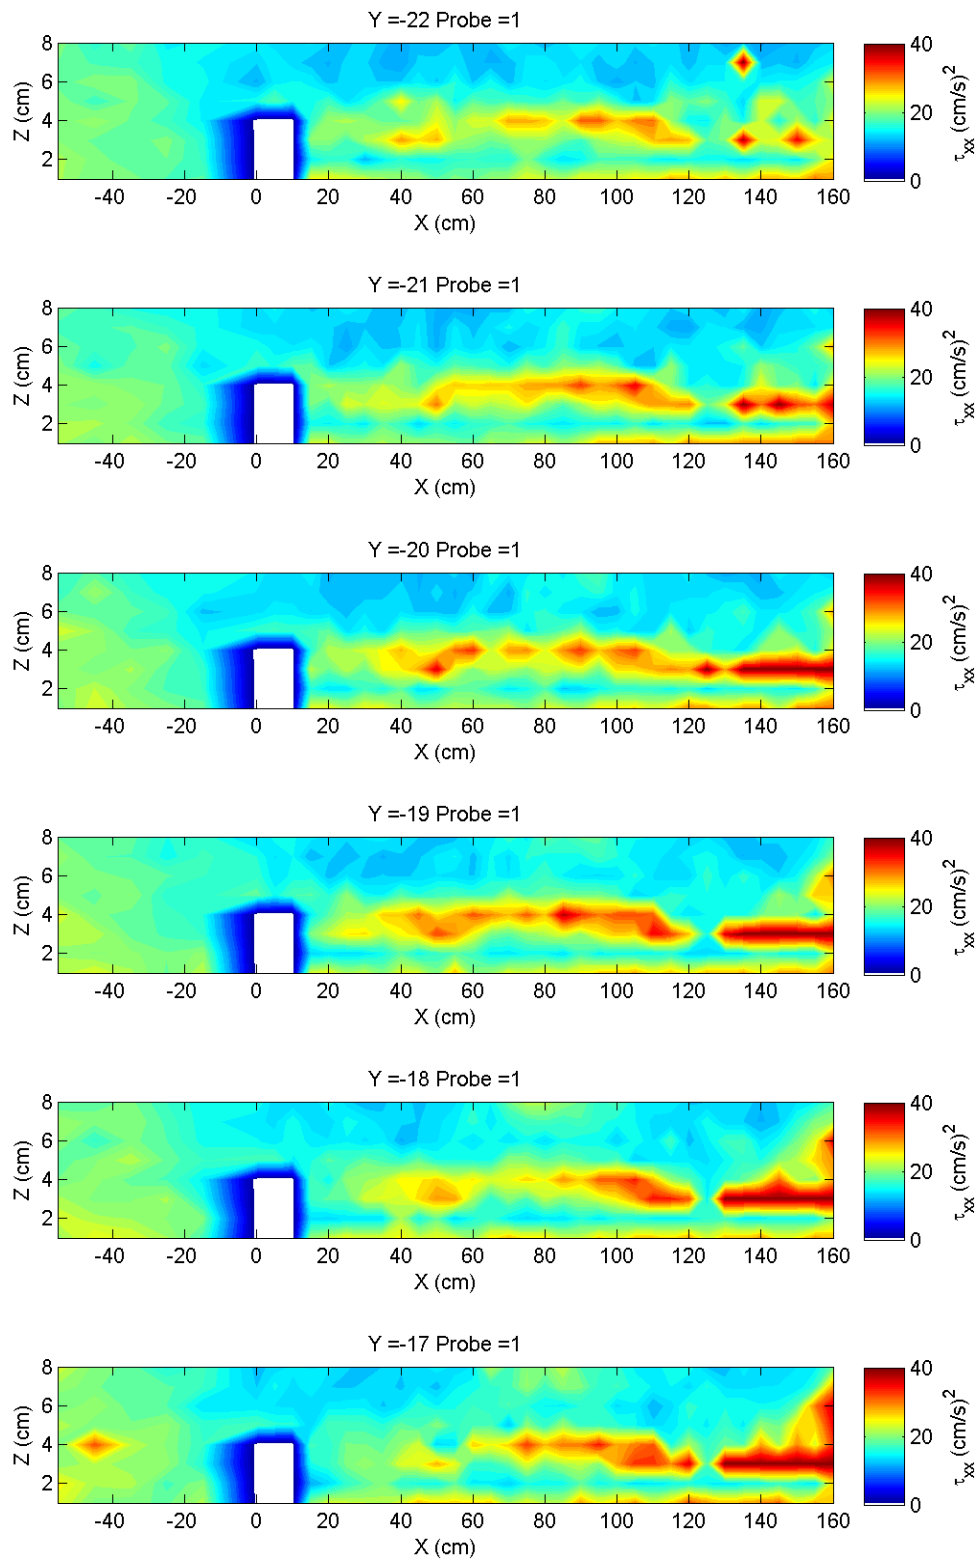 Y =-22 Probe =1
8
6
4
2
Z (cm)
-40 -20 0 20 40 60 80 100 120 140 160
X (cm)
40
20
0
τxx (cm/s)²
Y =-21 Probe =1
8
6
4
2
Z (cm)
-40 -20 0 20 40 60 80 100 120 140 160
X (cm)
40
20
0
τxx (cm/s)²
Y =-20 Probe =1
8
6
4
2
Z (cm)
-40 -20 0 20 40 60 80 100 120 140 160
X (cm)
40
20
0
τxx (cm/s)²
Y =-19 Probe =1
8
6
4
2
Z (cm)
-40 -20 0 20 40 60 80 100 120 140 160
X (cm)
40
20
0
τxx (cm/s)²
Y =-18 Probe =1
8
6
4
2
Z (cm)
-40 -20 0 20 40 60 80 100 120 140 160
X (cm)
40
20
0
τxx (cm/s)²
Y =-17 Probe =1
8
6
4
2
Z (cm)
-40 -20 0 20 40 60 80 100 120 140 160
X (cm)
40
20
0
τxx (cm/s)²